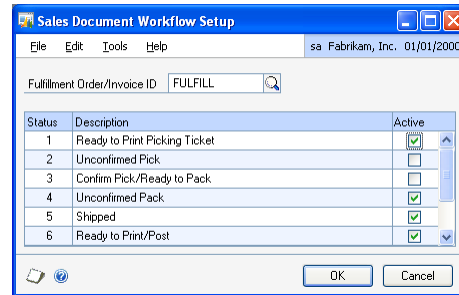 Sales Document Workflow Setup
File Edit Tools Help sa Fabrikam, Inc. 01/01/2000
Fulfillment Order/Invoice ID FULFILL
Status Description Active
1 Ready to Print Picking Ticket
2 Unconfirmed Pick
3 Confirm Pick/Ready to Pack
4 Unconfirmed Pack
5 Shipped
6 Ready to Print/Post
OK Cancel